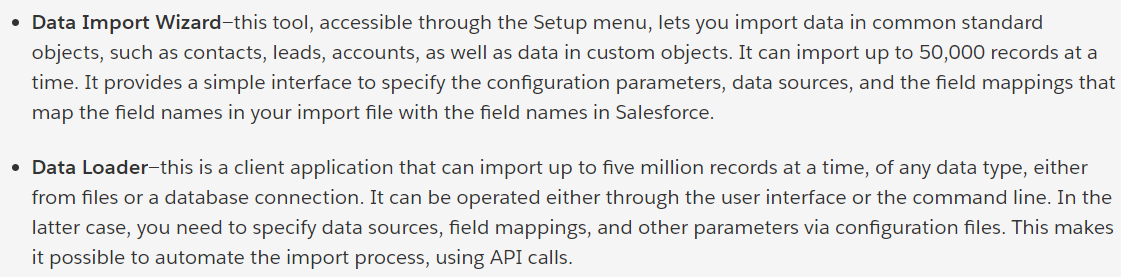 • Data Import Wizard—this tool, accessible through the Setup menu, lets you import data in common standard
objects, such as contacts, leads, accounts, as well as data in custom objects. It can import up to 50,000 records at a
time. It provides a simple interface to specify the configuration parameters, data sources, and the field mappings that
map the field names in your import file with the field names in Salesforce.
• Data Loader—this is a client application that can import up to five million records at a time, of any data type, either
from files or a database connection. It can be operated either through the user interface or the command line. In the
latter case, you need to specify data sources, field mappings, and other parameters via configuration files. This makes
it possible to automate the import process, using API calls.